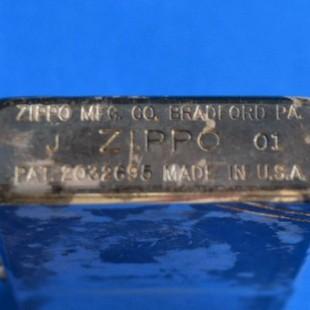 ZIPPO MFG. CO. BRADFORD PA.
J ZIPPO 01
PAT. 2032695 MADE IN U.S.A.